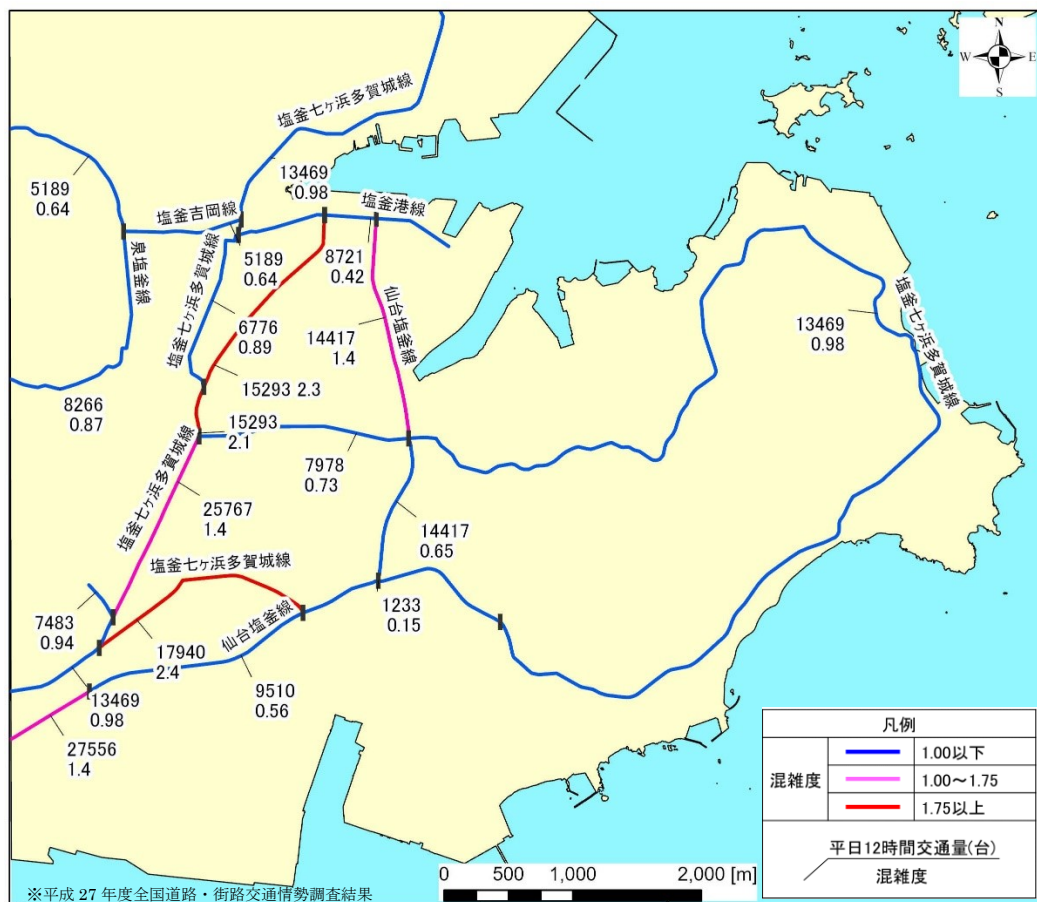 N
W
E
S
塩釜七ヶ浜多賀城線
5189
0.64
13469
0.98
塩釜吉岡線
塩釜港線
泉塩釜線
塩釜七ヶ浜多賀城線
5189
0.64
8721
0.42
仙台塩釜線
6776
0.89
14417
1.4
13469
0.98
塩釜七ヶ浜多賀城線
15293 2.3
8266
0.87
15293
2.1
塩釜七ヶ浜多賀城線
7978
0.73
25767
1.4
14417
0.65
塩釜七ヶ浜多賀城線
7483
0.94
仙台塩釜線
1233
0.15
17940
2.4
9510
0.56
13469
0.98
27556
1.4
凡例
混雑度
1.00以下
1.00～1.75
1.75以上
平日12時間交通量(台)
混雑度
0 500 1,000 2,000 [m]
※平成 27 年度全国道路・街路交通情勢調査結果